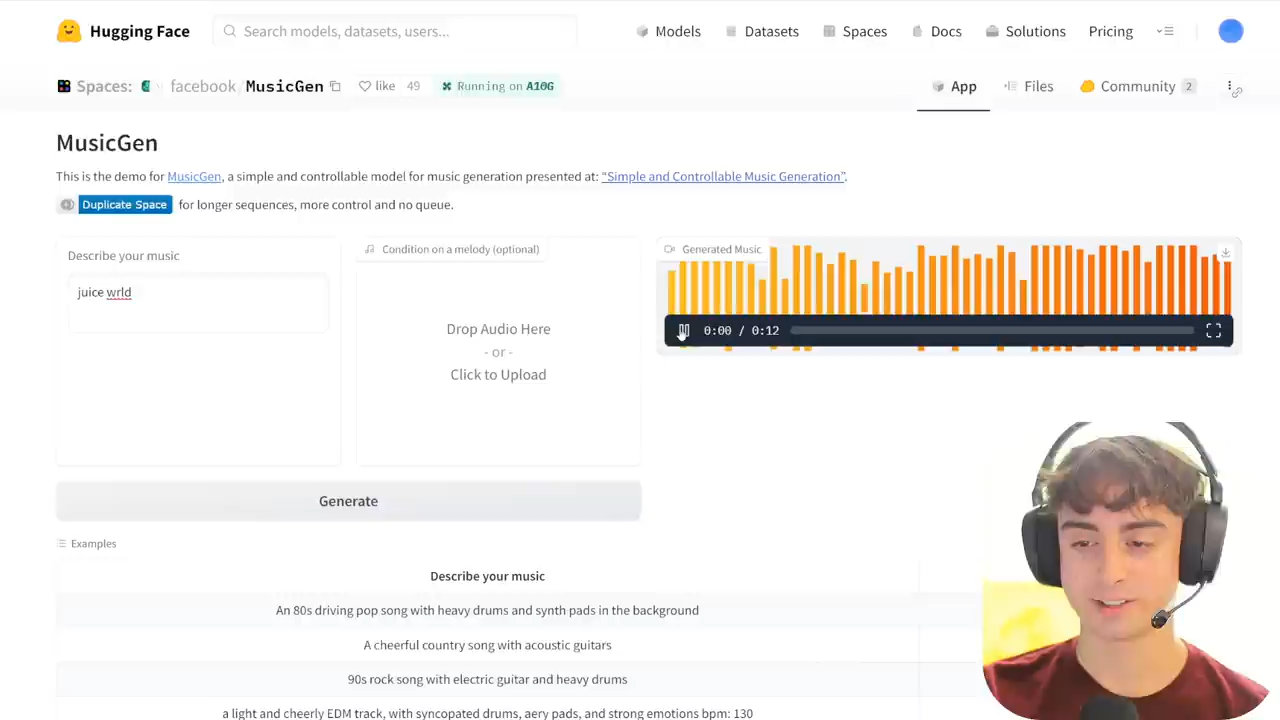 Hugging Face
Search models, datasets, users...
Models
Datasets
Spaces
Docs
Solutions
Pricing
Spaces:
facebook/MusicGen
like 49
Running on A10G
App
Files
Community 2
MusicGen
This is the demo for MusicGen, a simple and controllable model for music generation presented at: "Simple and Controllable Music Generation".
Duplicate Space for longer sequences, more control and no queue.
Describe your music
juice wrld
Condition on a melody (optional)
Drop Audio Here
- or -
Click to Upload
Generated Music
0:00 / 0:12
Generate
Examples
Describe your music
An 80s driving pop song with heavy drums and synth pads in the background
A cheerful country song with acoustic guitars
90s rock song with electric guitar and heavy drums
a light and cheerly EDM track, with syncopated drums, aery pads, and strong emotions bpm: 130